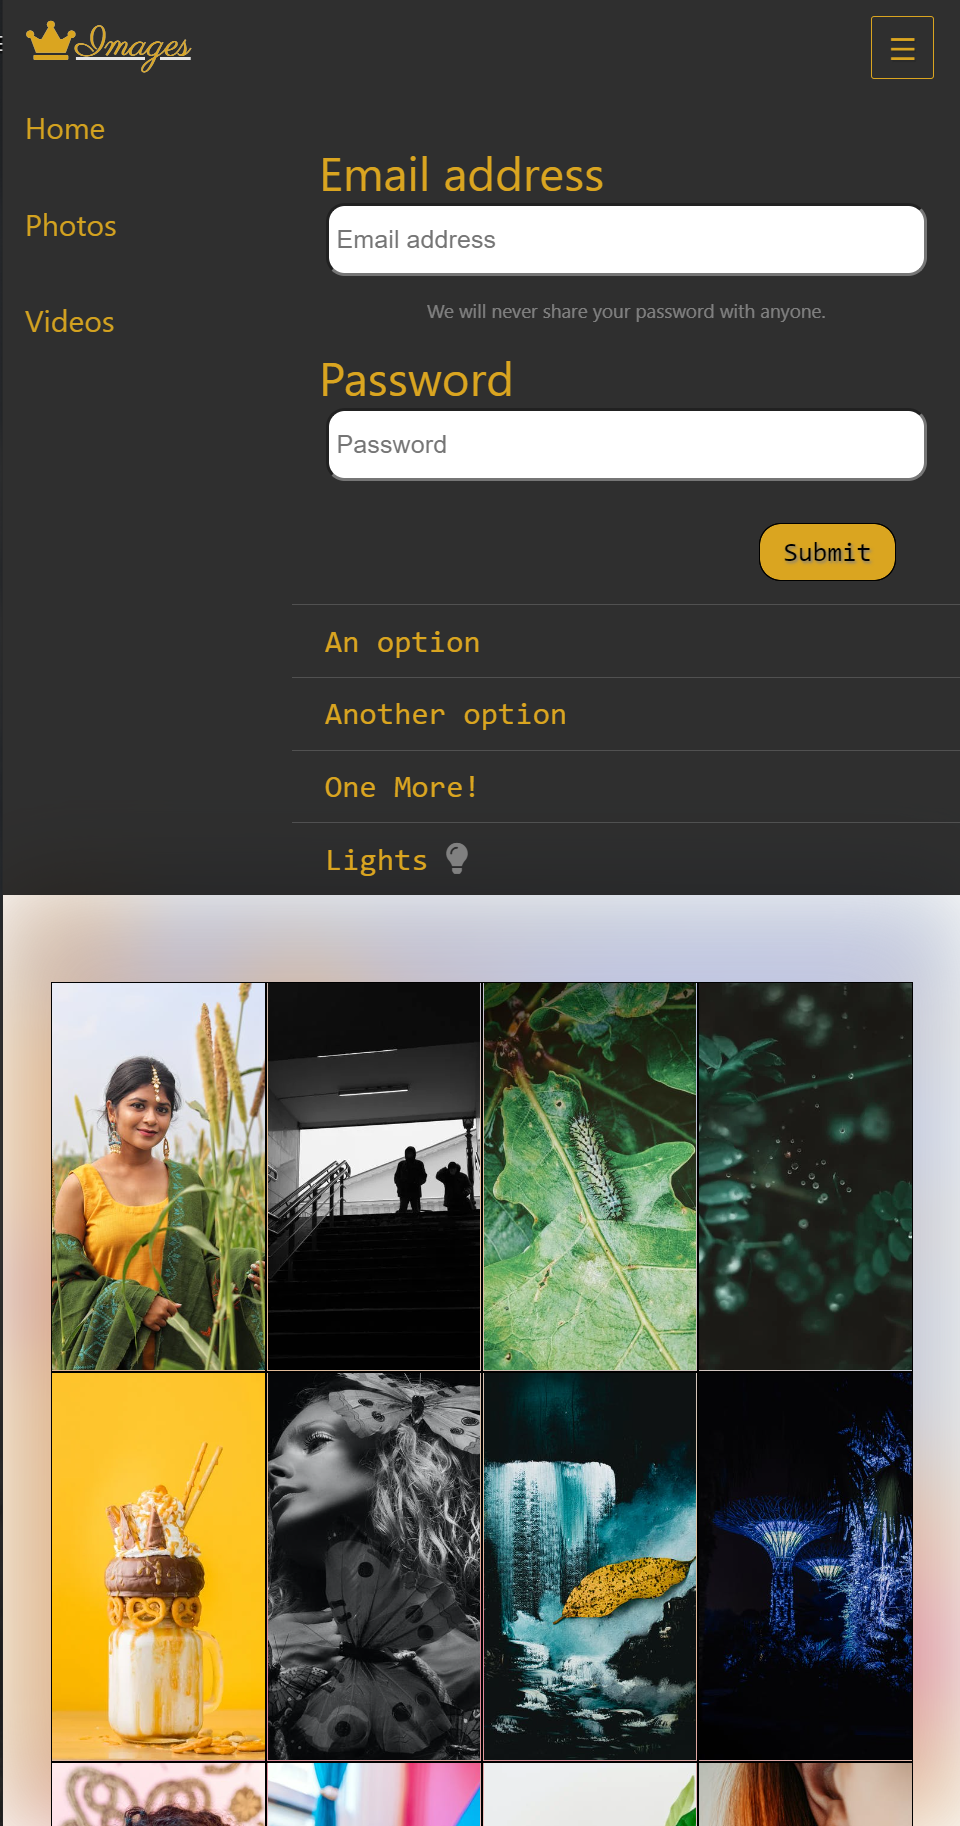 Images
Home
Photos
Videos
Email address
Email address
We will never share your password with anyone.
Password
Password
Submit
An option
Another option
One More!
Lights